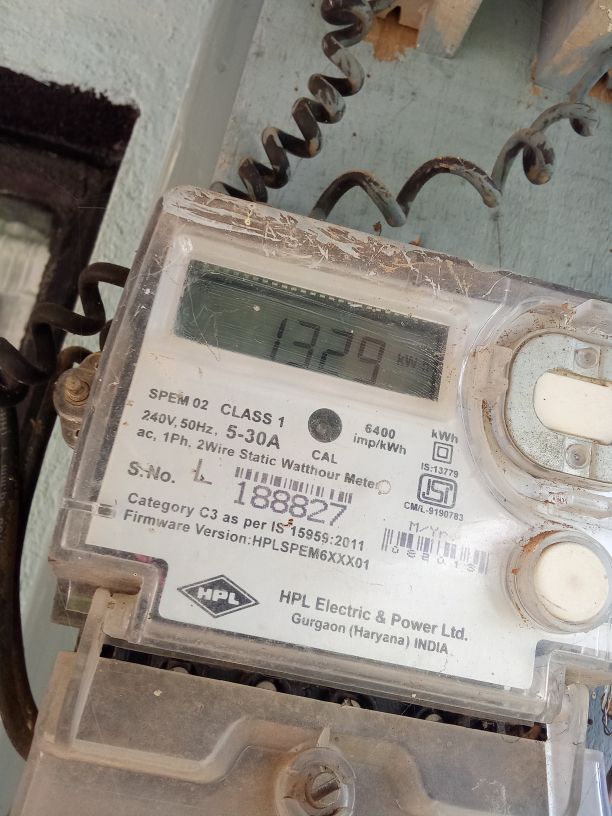 1329 kWh
SPEM 02 CLASS 1
240V, 50Hz, 5-30A
ac, 1Ph. 2Wire Static Watthour Meter
CAL
6400
imp/kWh
kWh
IS:13779
ISI
CM/L-9190783
S.No. L 188827
M/Yr.
Category C3 as per IS 15959:2011
Firmware Version:HPLSPEM6XXX01
HPL
HPL Electric & Power Ltd.
Gurgaon (Haryana) INDIA